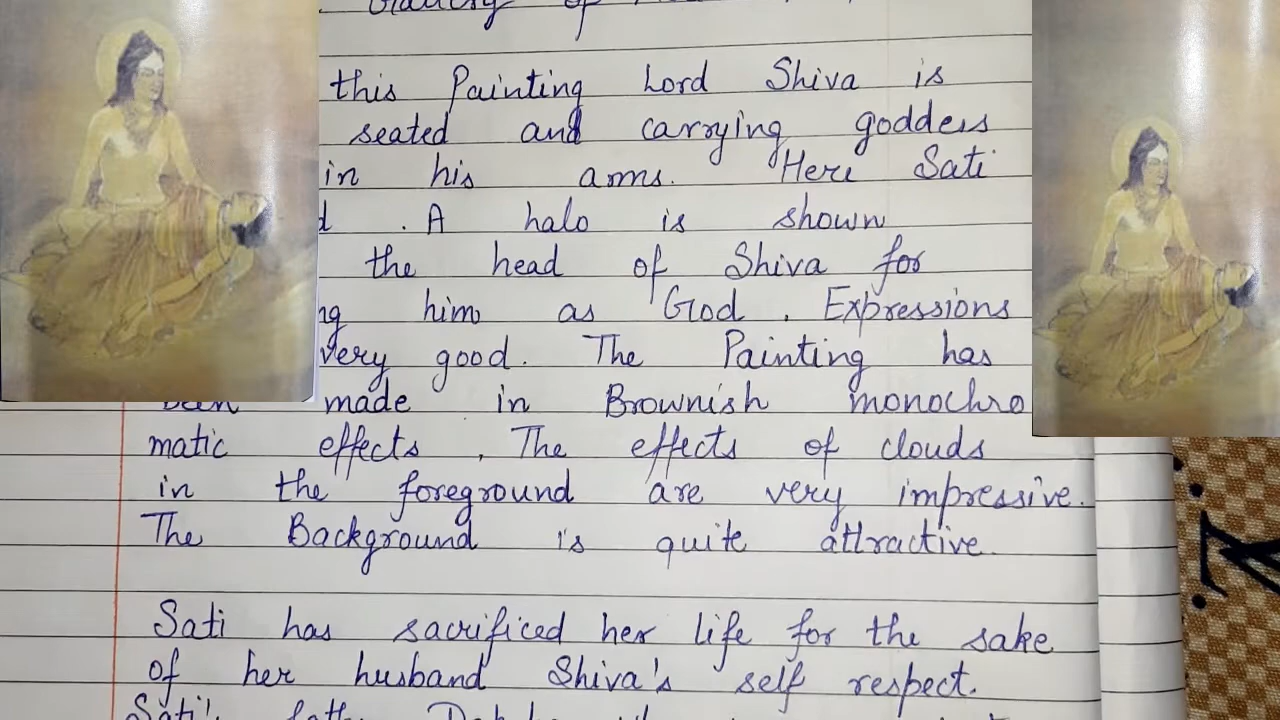 this Painting Lord Shiva is
seated and carrying goddess
in his arms. Here Sati
. A halo is shown
the head of Shiva for
him as God. Expressions
very good. The Painting has
been made in Brownish monochro
matic effects. The effects of clouds
in the foreground are very impressive.
The Background is quite attractive.
Sati has sacrificed her life for the sake
of her husband Shiva's self respect.